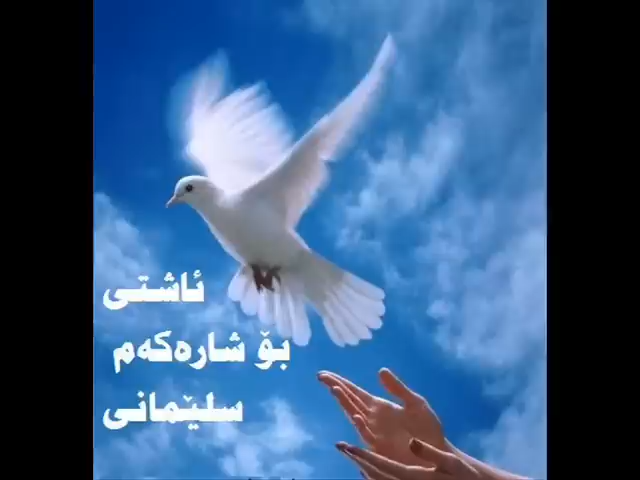 ئاشتی
بۆ شارەکەم
سلێمانی